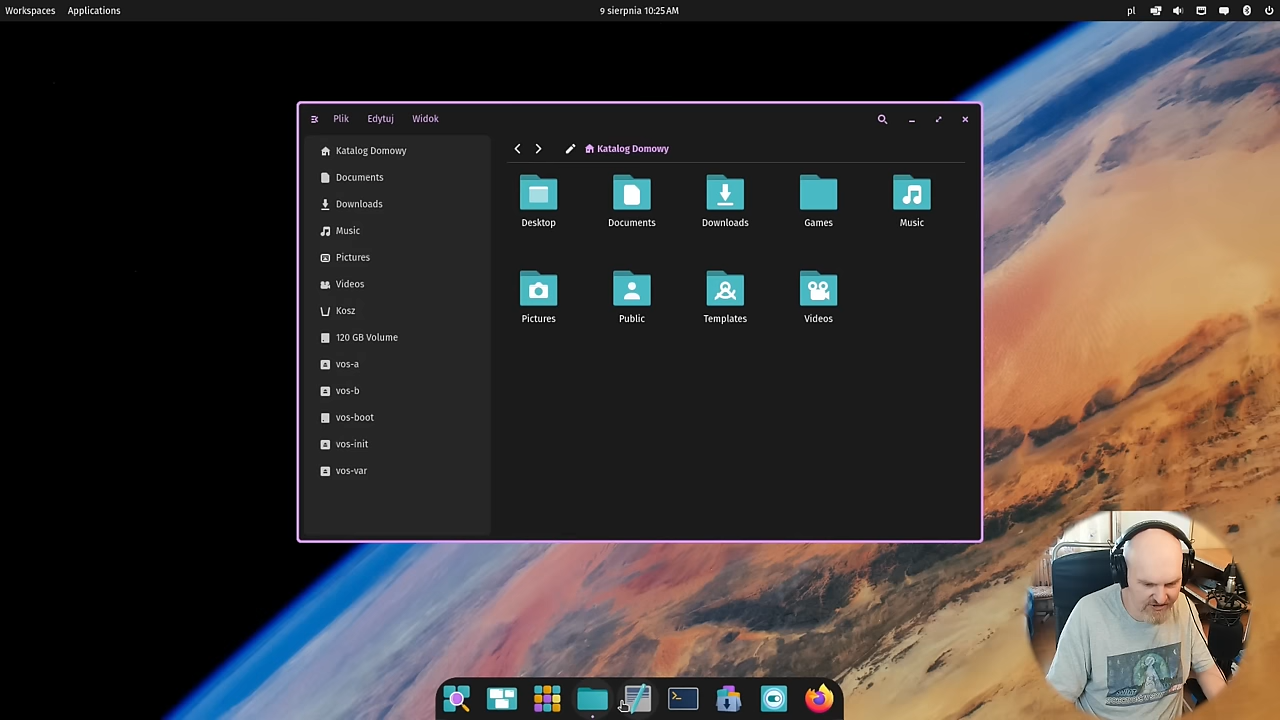 Workspaces Applications 9 sierpnia 10:25 AM pl
Plik Edytuj Widok
Katalog Domowy
Documents
Downloads
Music
Pictures
Videos
Kosz
120 GB Volume
vos-a
vos-b
vos-boot
vos-init
vos-var
Katalog Domowy
Desktop Documents Downloads Games Music
Pictures Public Templates Videos